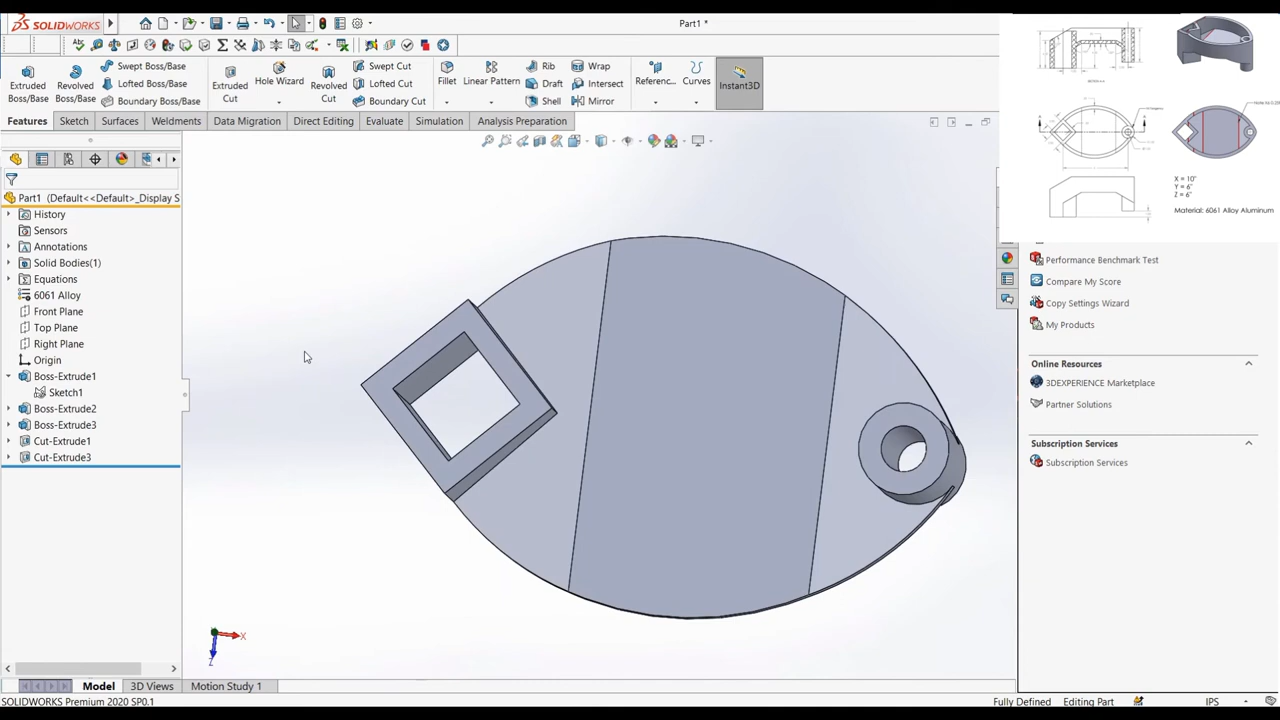 SOLIDWORKS
Part1 *
Extruded Boss/Base
Revolved Boss/Base
Swept Boss/Base
Lofted Boss/Base
Boundary Boss/Base
Extruded Cut
Hole Wizard
Revolved Cut
Swept Cut
Lofted Cut
Boundary Cut
Fillet
Linear Pattern
Rib
Draft
Shell
Wrap
Intersect
Mirror
Referenc...
Curves
Instant3D
Features
Sketch
Surfaces
Weldments
Data Migration
Direct Editing
Evaluate
Simulation
Analysis Preparation
Part1 (Default<<Default>_Display S
History
Sensors
Annotations
Solid Bodies(1)
Equations
6061 Alloy
Front Plane
Top Plane
Right Plane
Origin
Boss-Extrude1
Sketch1
Boss-Extrude2
Boss-Extrude3
Cut-Extrude1
Cut-Extrude3
X = 10"
Y = 6"
Z = 6"
Material: 6061 Alloy Aluminum
Performance Benchmark Test
Compare My Score
Copy Settings Wizard
My Products
Online Resources
3DEXPERIENCE Marketplace
Partner Solutions
Subscription Services
Subscription Services
X
Z
Model
3D Views
Motion Study 1
SOLIDWORKS Premium 2020 SP0.1
Fully Defined
Editing Part
IPS